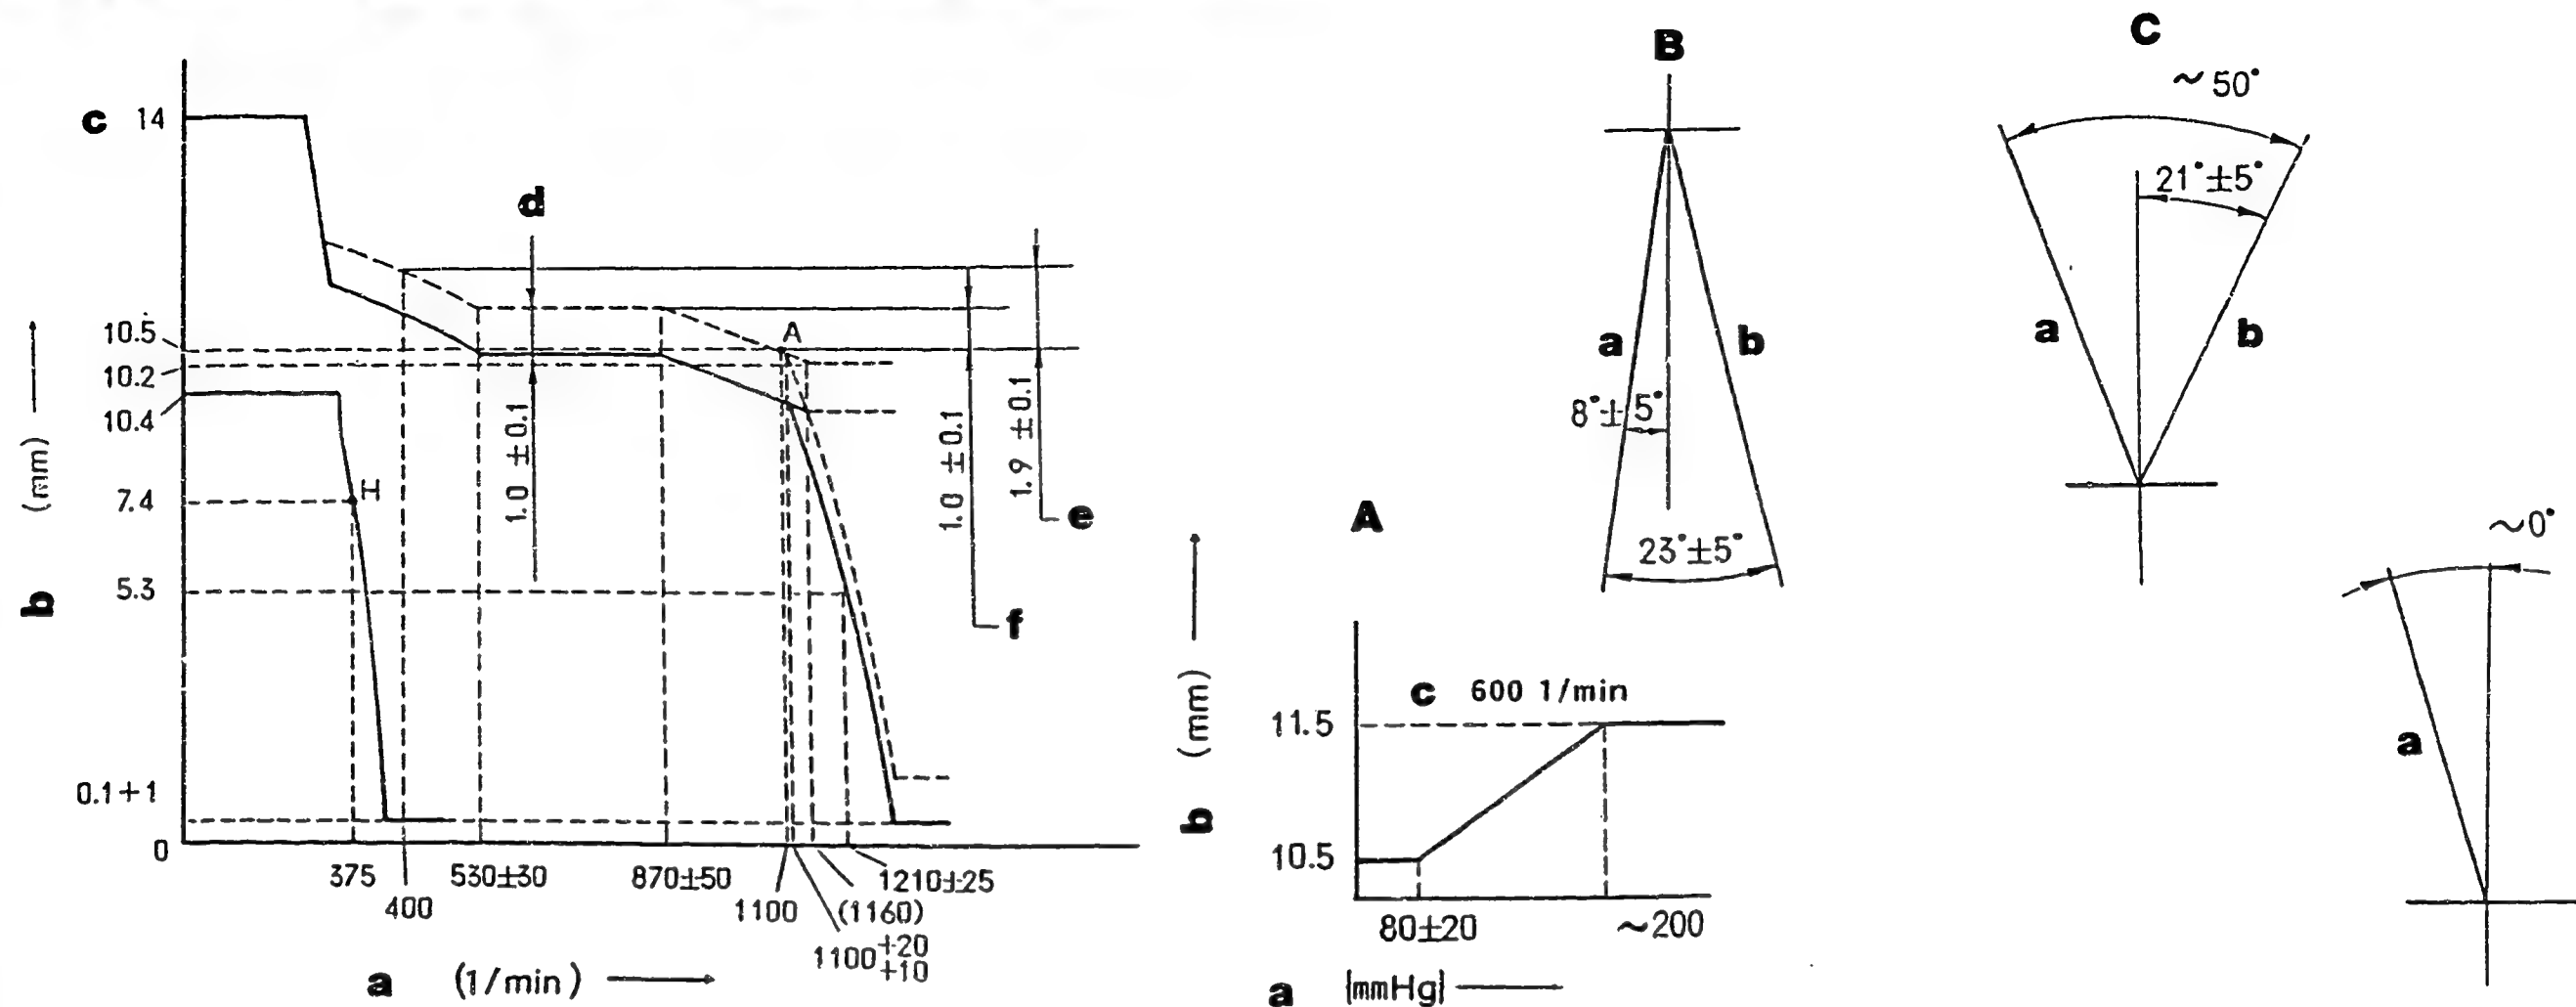 c 14
10.5
10.2
10.4
7.4
5.3
0.1+1
0
b (mm)
d
A
H
1.0 ±0.1
1.0 ±0.1
1.9 ±0.1
e
f
375
400
530±30
870±50
1100
(1160)
1210±25
1100 +20
+10
a (1/min)
B
a
b
8°±5°
23°±5°
C
~50°
21°±5°
a
b
~0°
a
A
c 600 1/min
11.5
10.5
b (mm)
80±20
~200
a [mmHg]